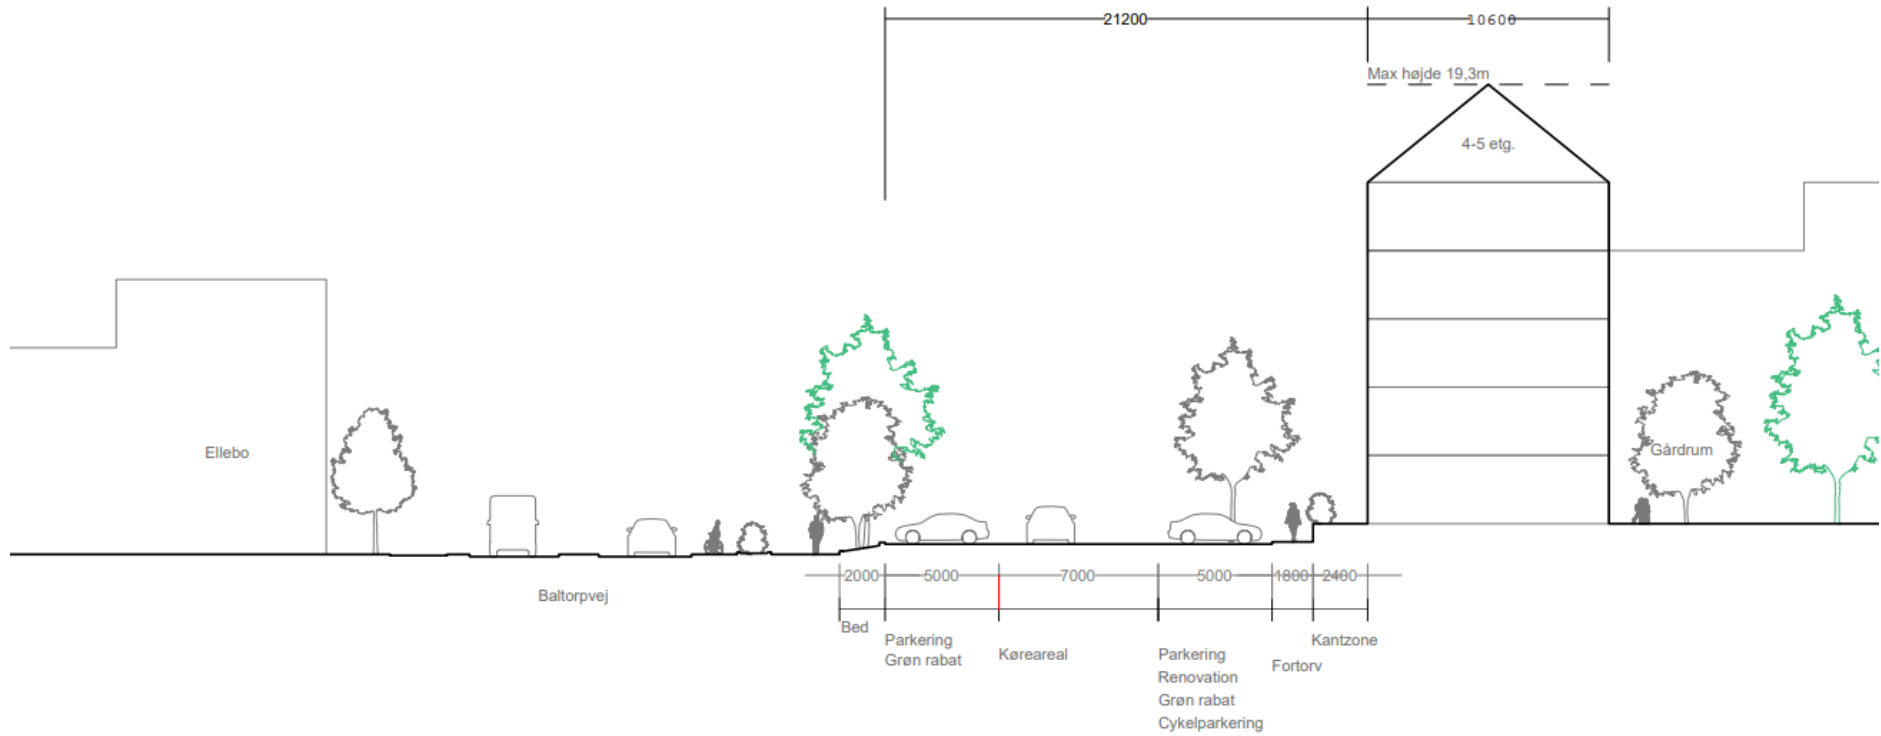 21200
10600
Max højde 19,3m
4-5 etg.
Ellebo
Gårdrum
2000
5000
7000
5000
1800
2400
Baltorpvej
Bed
Parkering
Grøn rabat
Køreareal
Parkering
Renovation
Grøn rabat
Cykelparkering
Fortorv
Kantzone